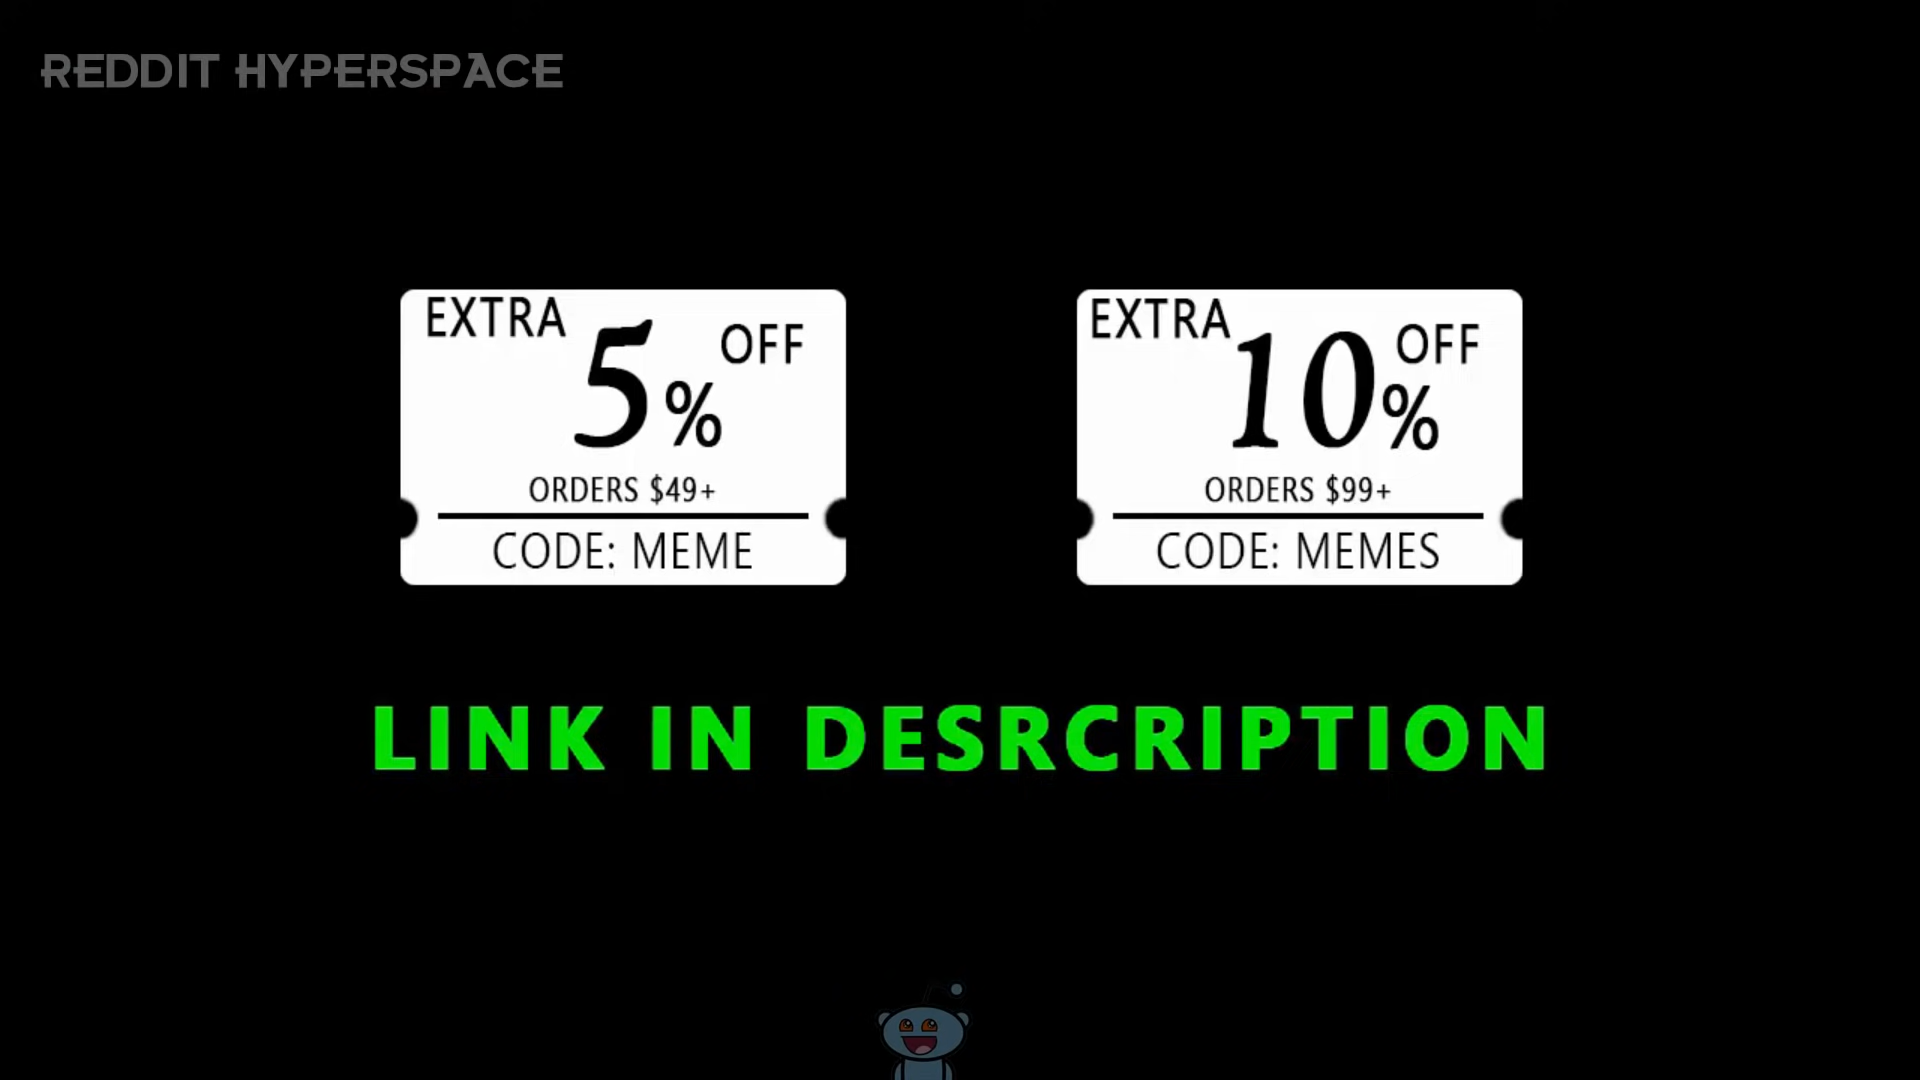 REDDIT HYPERSPACE
EXTRA 5% OFF
ORDERS $49+
CODE: MEME
EXTRA 10% OFF
ORDERS $99+
CODE: MEMES
LINK IN DESRCRIPTION